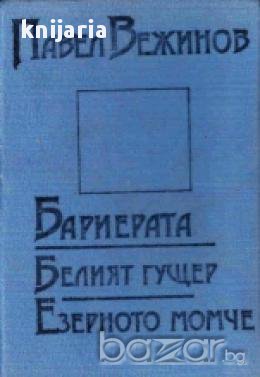 knijaria
Павел Вежинов
Бариерата
Белият гущер
Езерното момче
bazar.bg